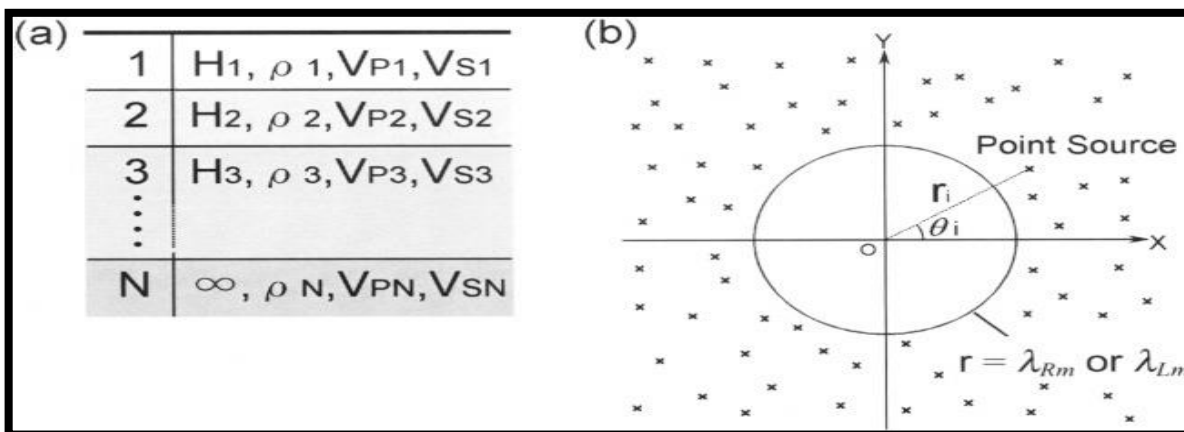 (a)
1 H1, ρ 1, VP1, VS1
2 H2, ρ 2, VP2, VS2
3 H3, ρ 3, VP3, VS3
N ∞, ρ N, VPN, VSN
(b)
Y
Point Source
ri
θi
O
X
r = λRm or λLm